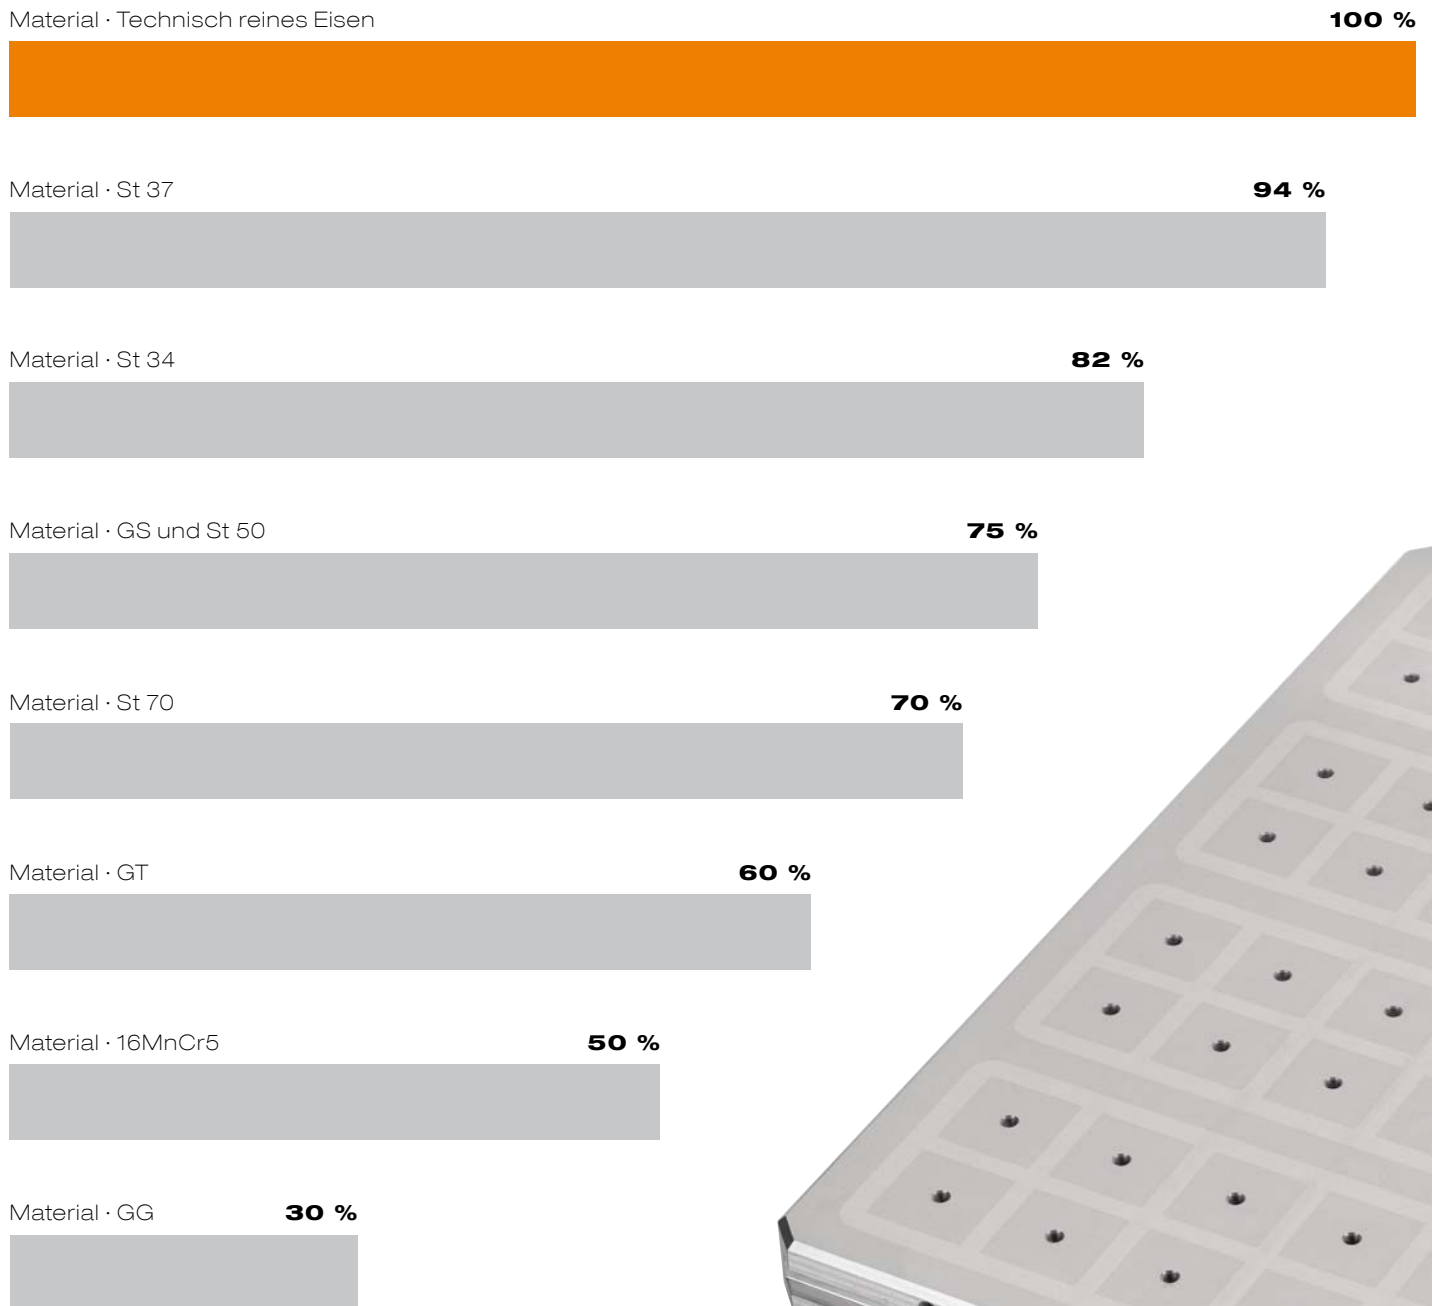 Material · Technisch reines Eisen 100 %
Material · St 37 94 %
Material · St 34 82 %
Material · GS und St 50 75 %
Material · St 70 70 %
Material · GT 60 %
Material · 16MnCr5 50 %
Material · GG 30 %